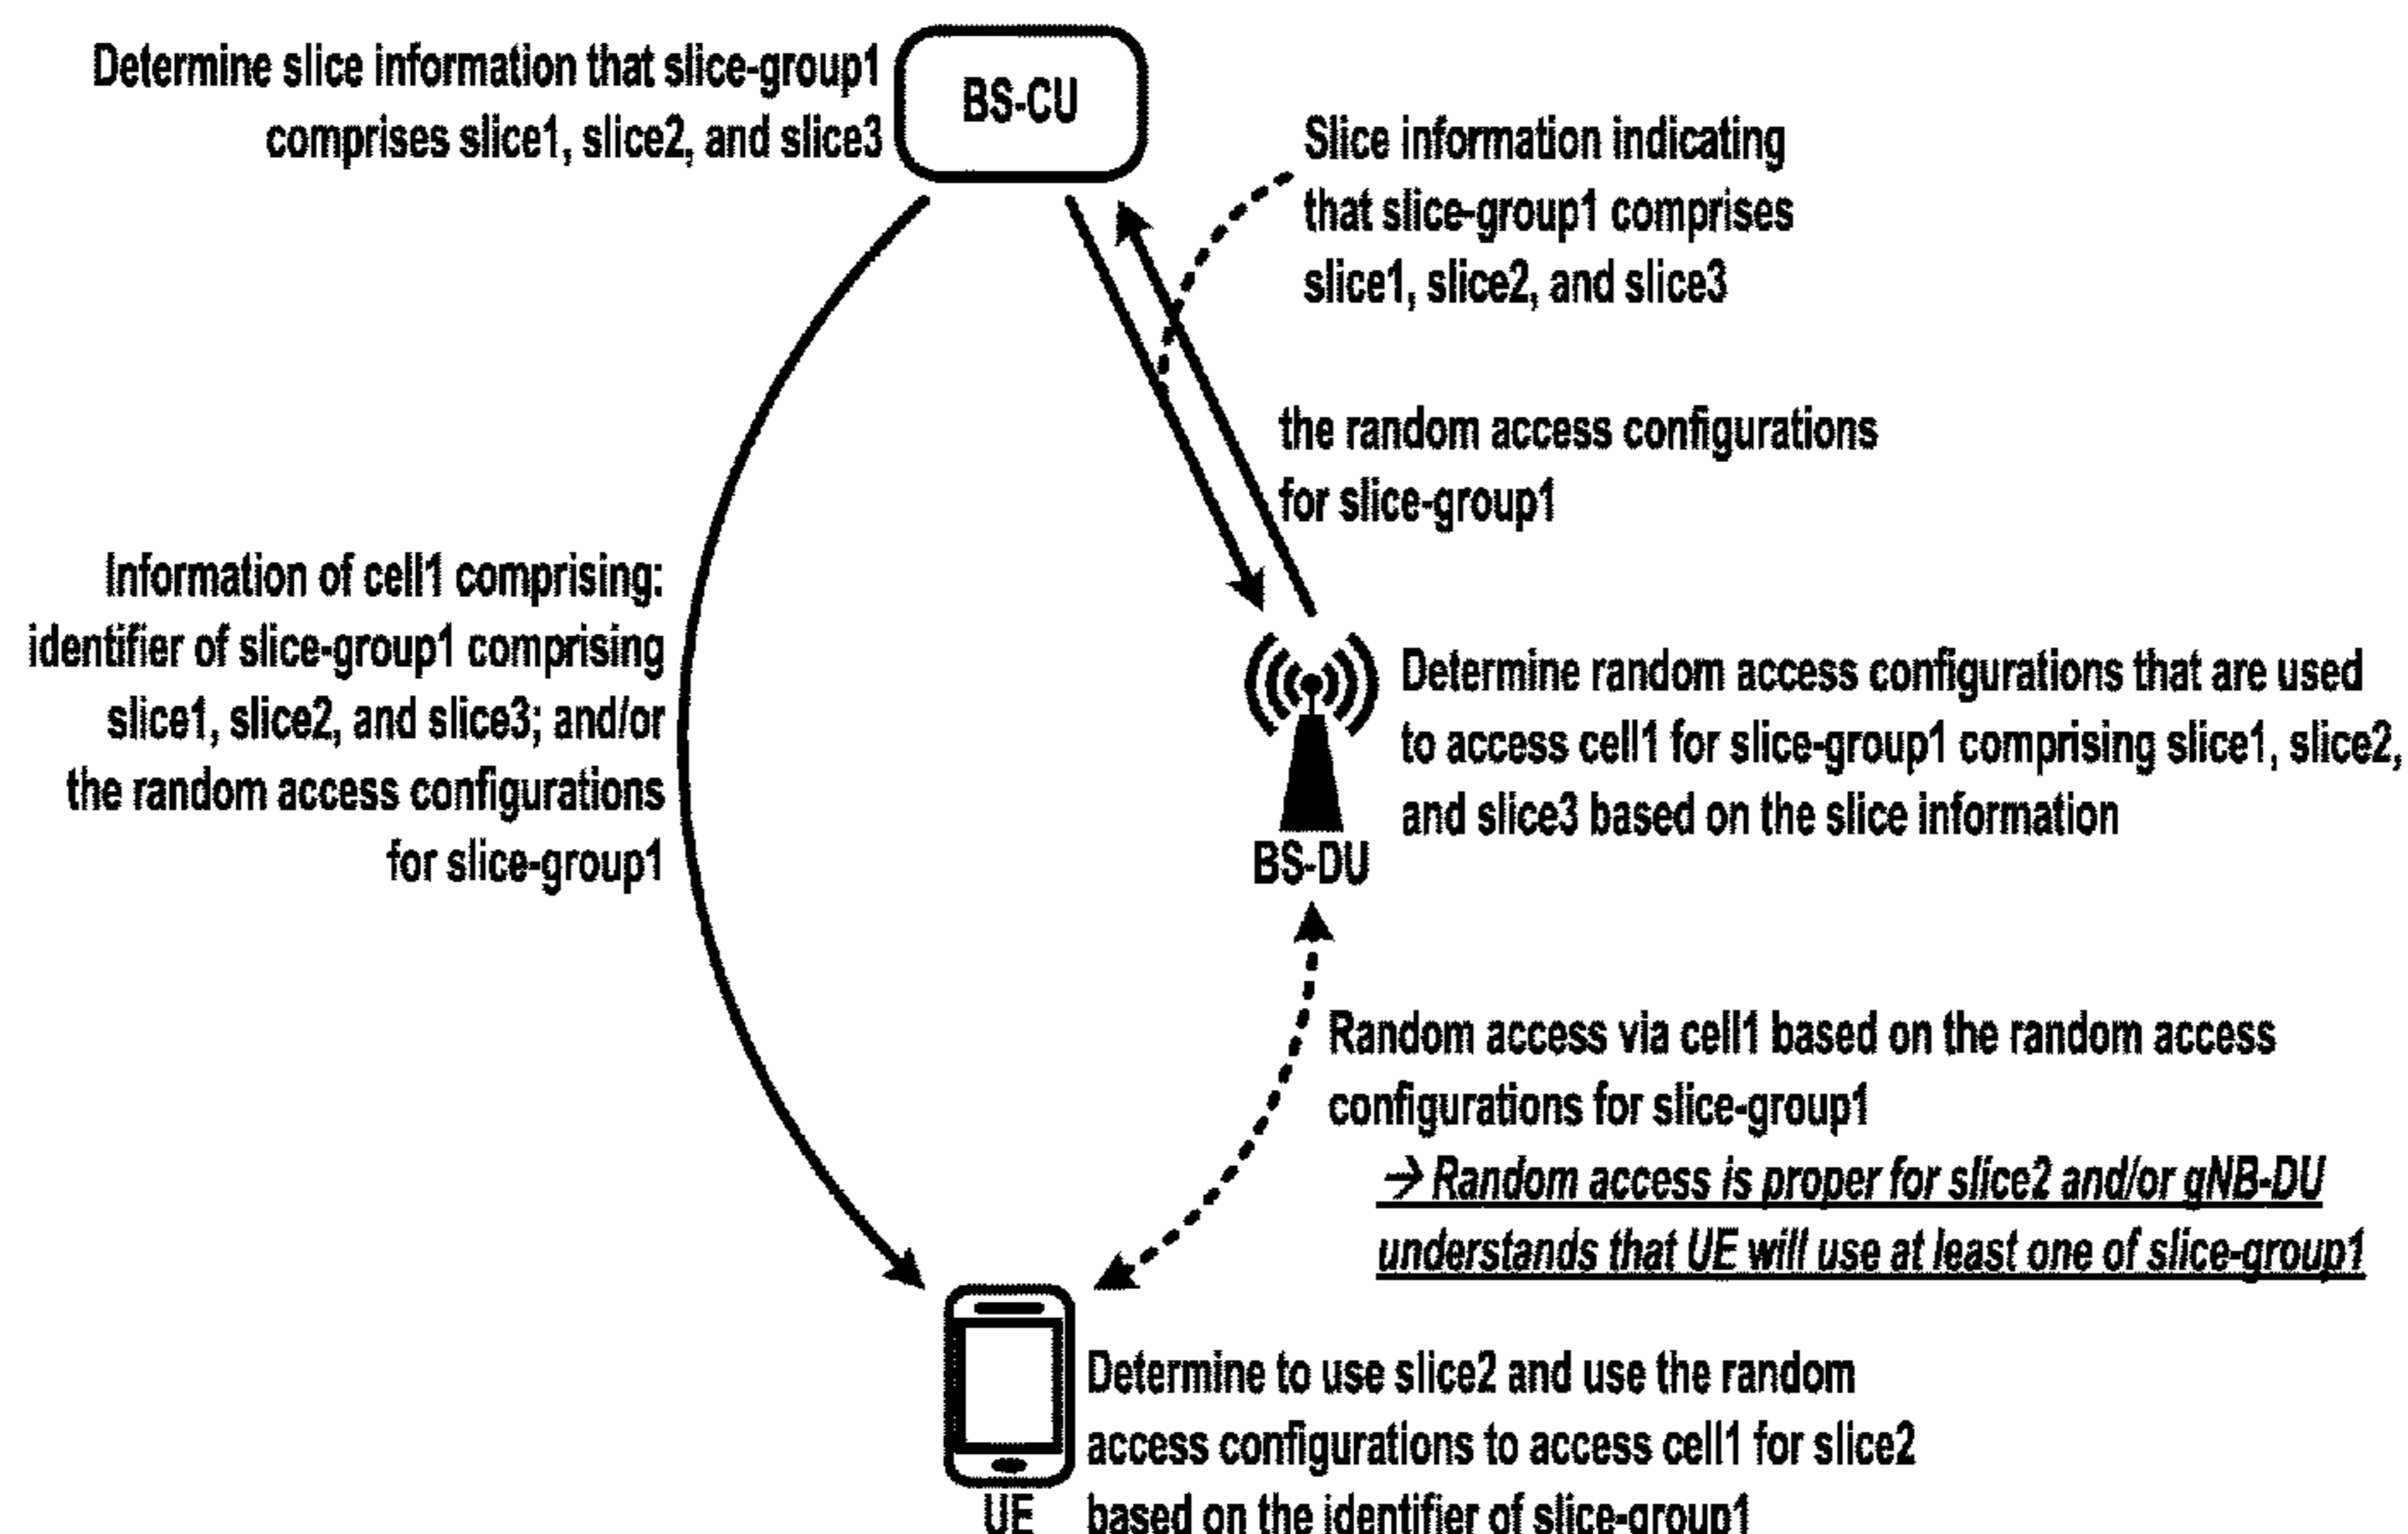 Determine slice information that slice-group1
comprises slice1, slice2, and slice3
BS-CU
Slice information indicating
that slice-group1 comprises
slice1, slice2, and slice3
the random access configurations
for slice-group1
Information of cell1 comprising:
identifier of slice-group1 comprising
slice1, slice2, and slice3; and/or
the random access configurations
for slice-group1
Determine random access configurations that are used
to access cell1 for slice-group1 comprising slice1, slice2,
and slice3 based on the slice information
BS-DU
Random access via cell1 based on the random access
configurations for slice-group1
→ Random access is proper for slice2 and/or gNB-DU
understands that UE will use at least one of slice-group1
Determine to use slice2 and use the random
access configurations to access cell1 for slice2
based on the identifier of slice-group1
UE